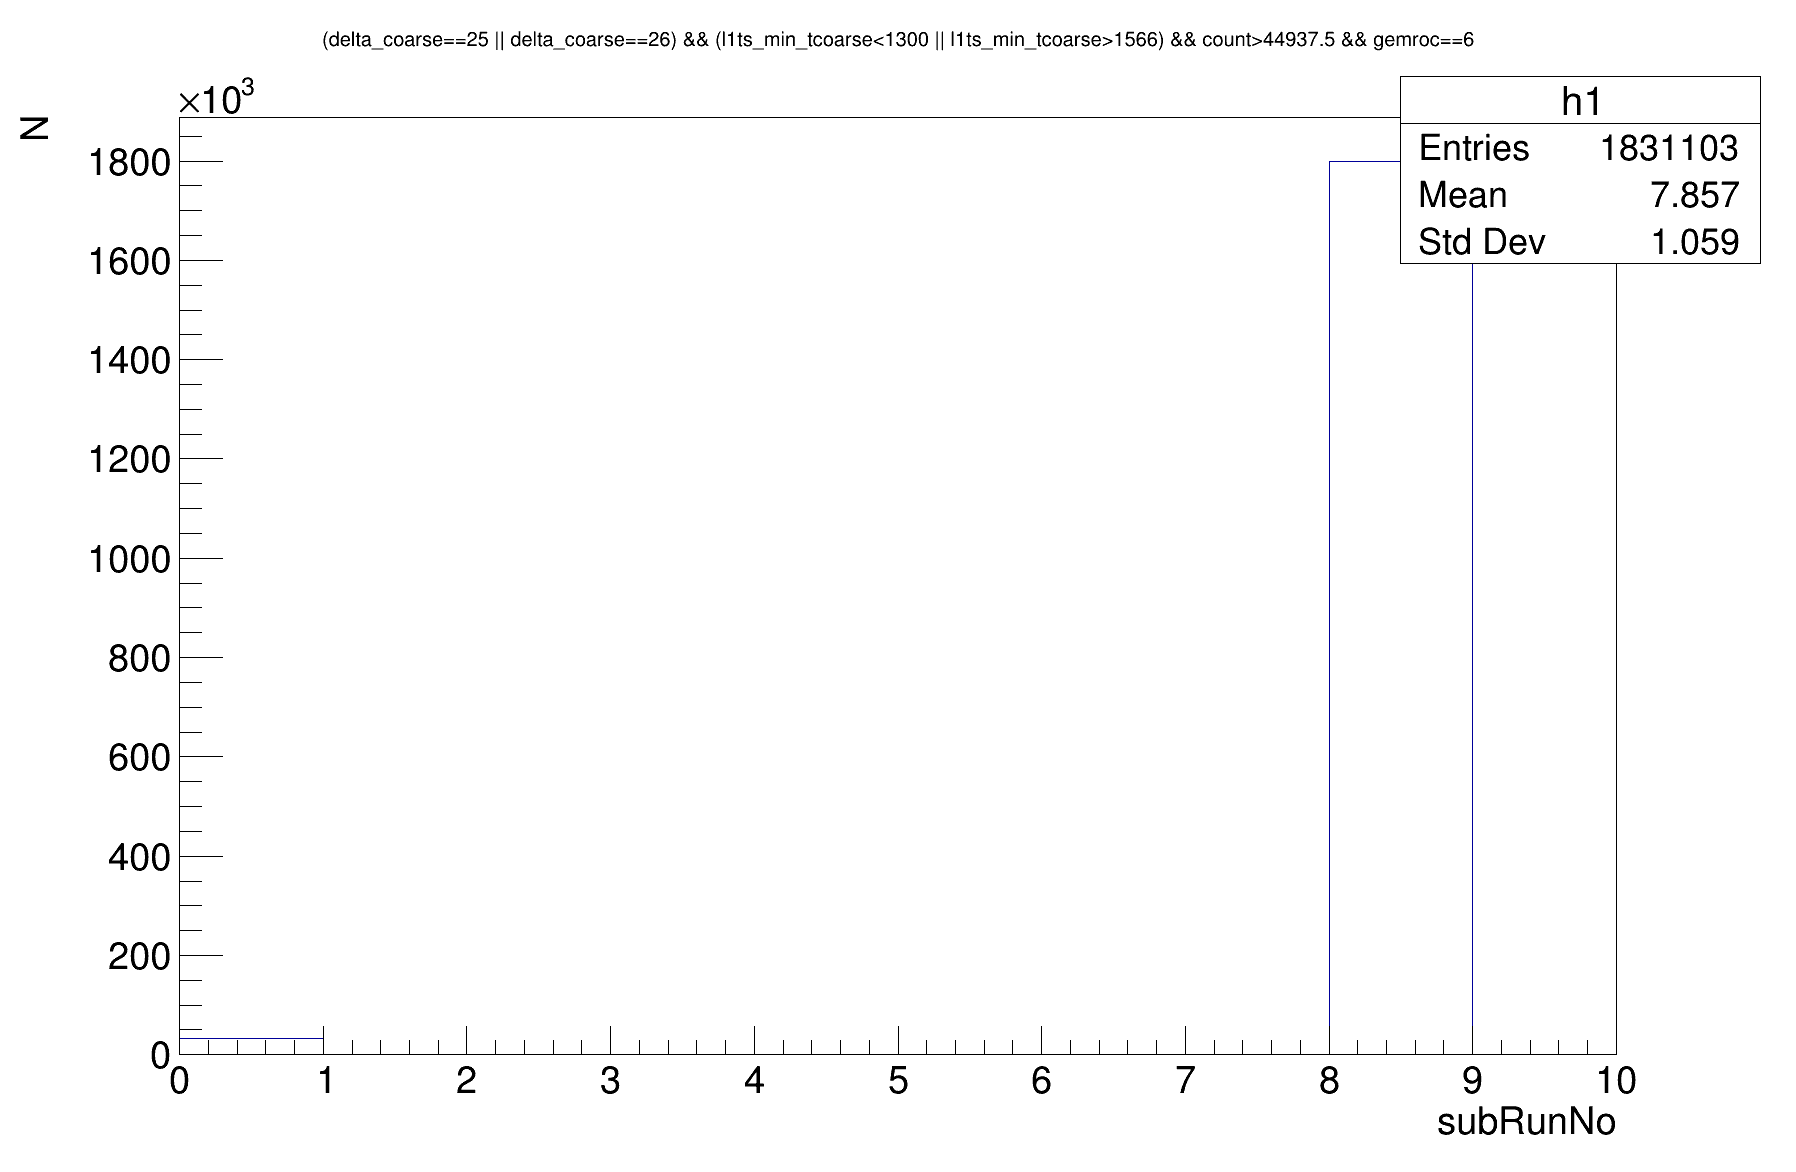 (delta_coarse==25 || delta_coarse==26) && (l1ts_min_tcoarse<1300 || l1ts_min_tcoarse>1566) && count>44937.5 && gemroc==6
×10³
N
h1
Entries 1831103
Mean 7.857
Std Dev 1.059
1800
1600
1400
1200
1000
800
600
400
200
0
0 1 2 3 4 5 6 7 8 9 10
subRunNo